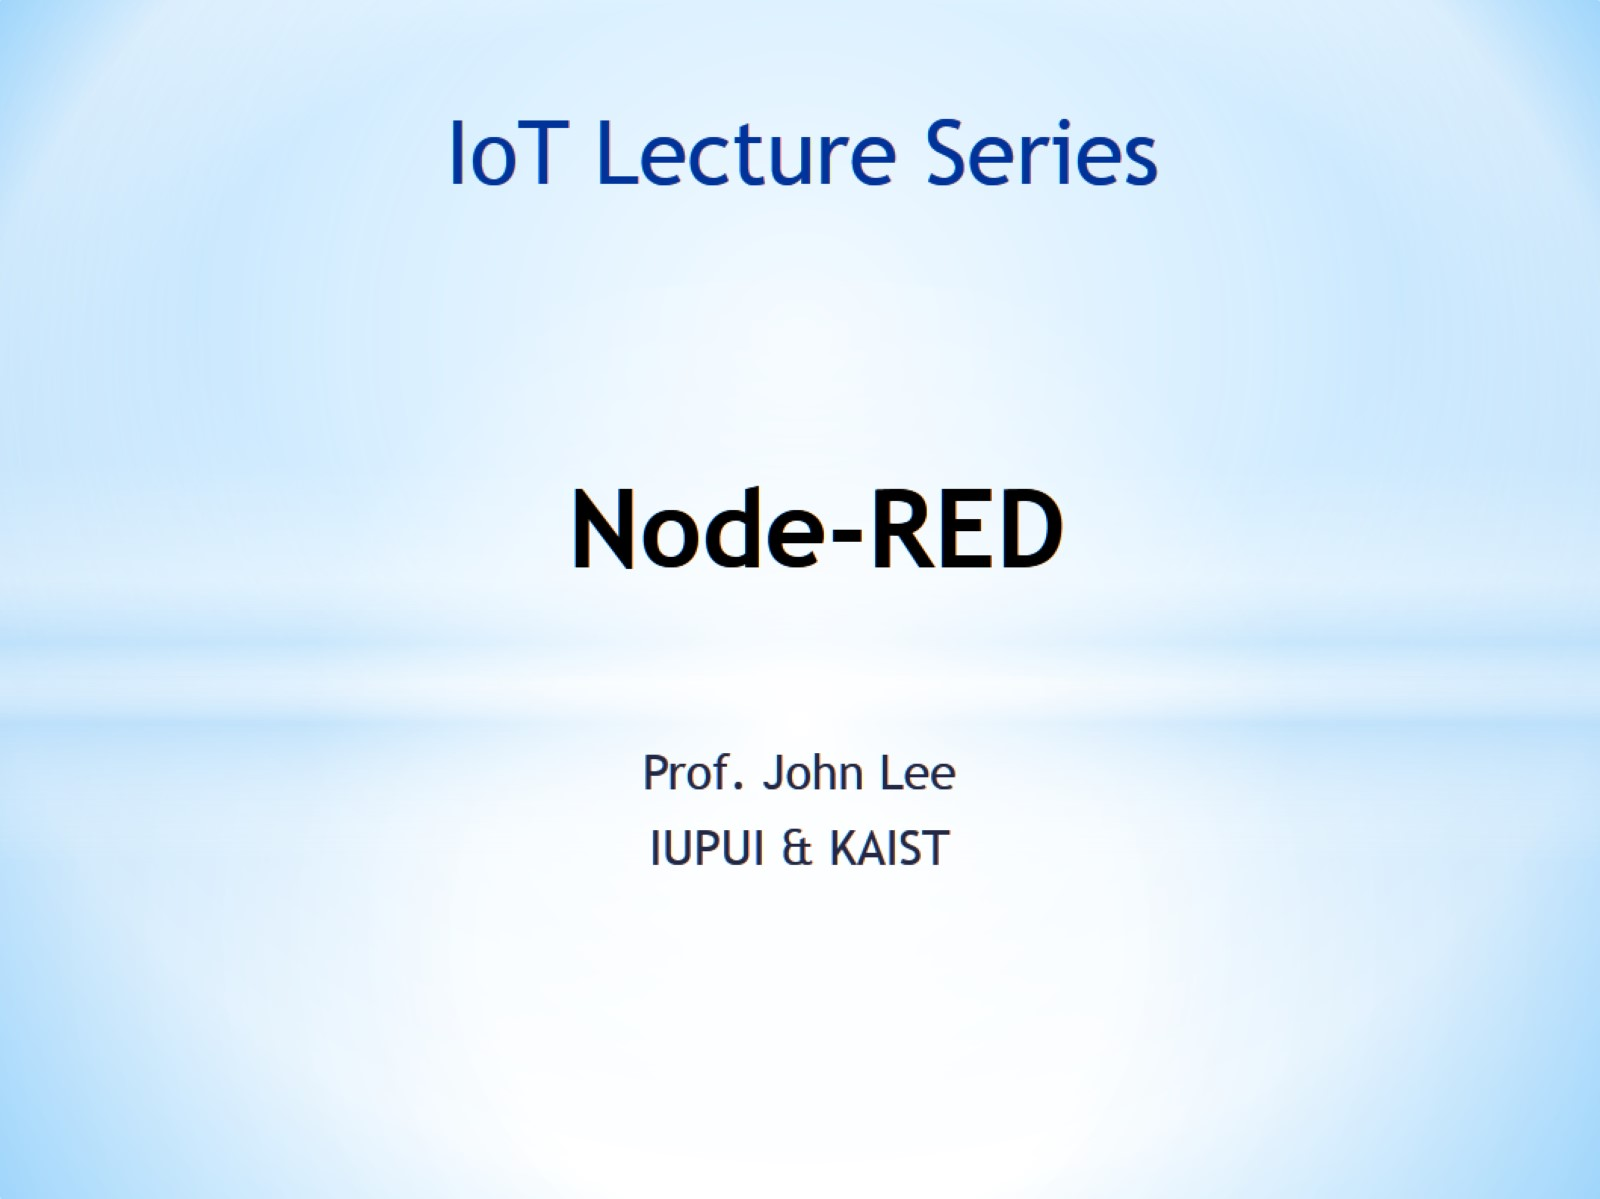 IoT Lecture Series
Node-RED
Prof. John Lee
IUPUI & KAIST